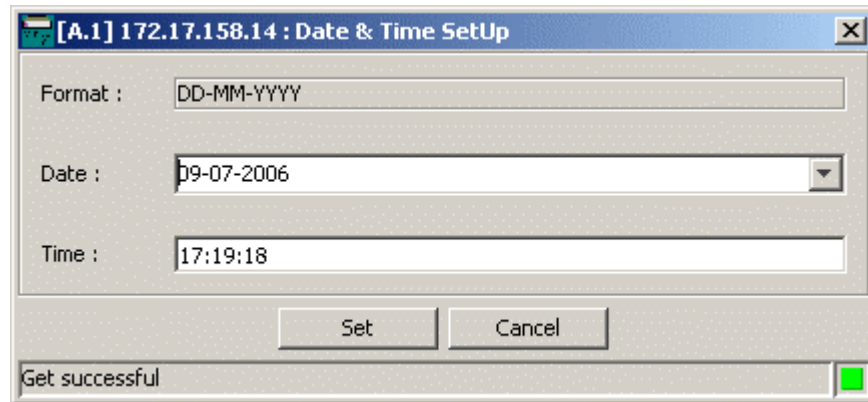 [A.1] 172.17.158.14 : Date & Time SetUp
Format : DD-MM-YYYY
Date : 09-07-2006
Time : 17:19:18
Set Cancel
Get successful